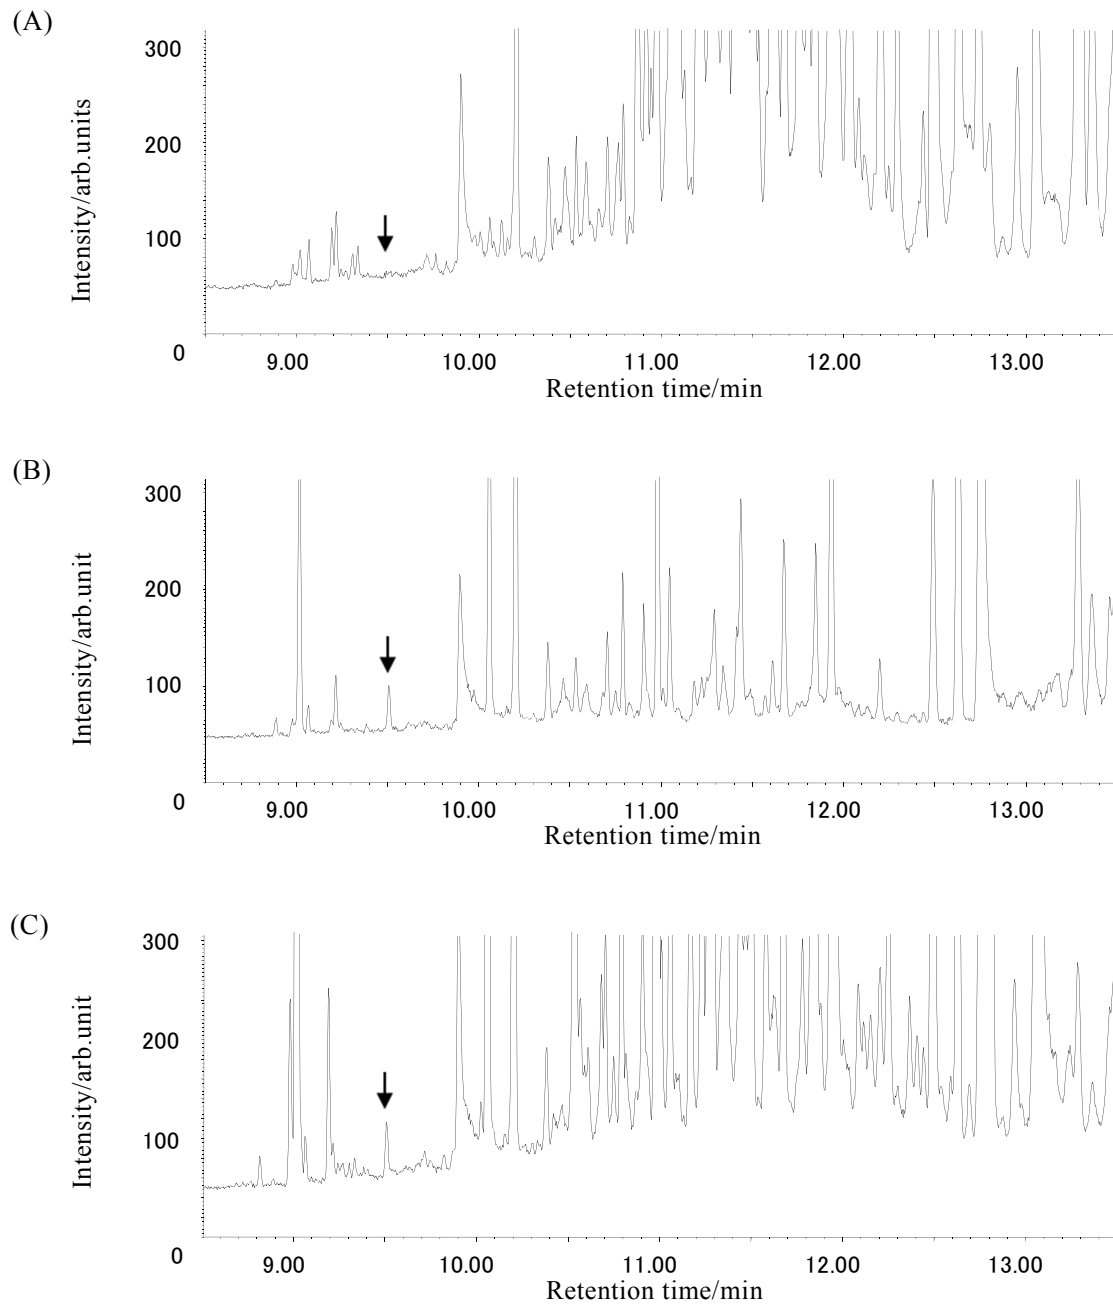 (A)
300
200
100
0
Intensity/arb.units
9.00 10.00 11.00 12.00 13.00
Retention time/min
(B)
300
200
100
0
Intensity/arb.unit
9.00 10.00 11.00 12.00 13.00
Retention time/min
(C)
300
200
100
0
Intensity/arb.unit
9.00 10.00 11.00 12.00 13.00
Retention time/min